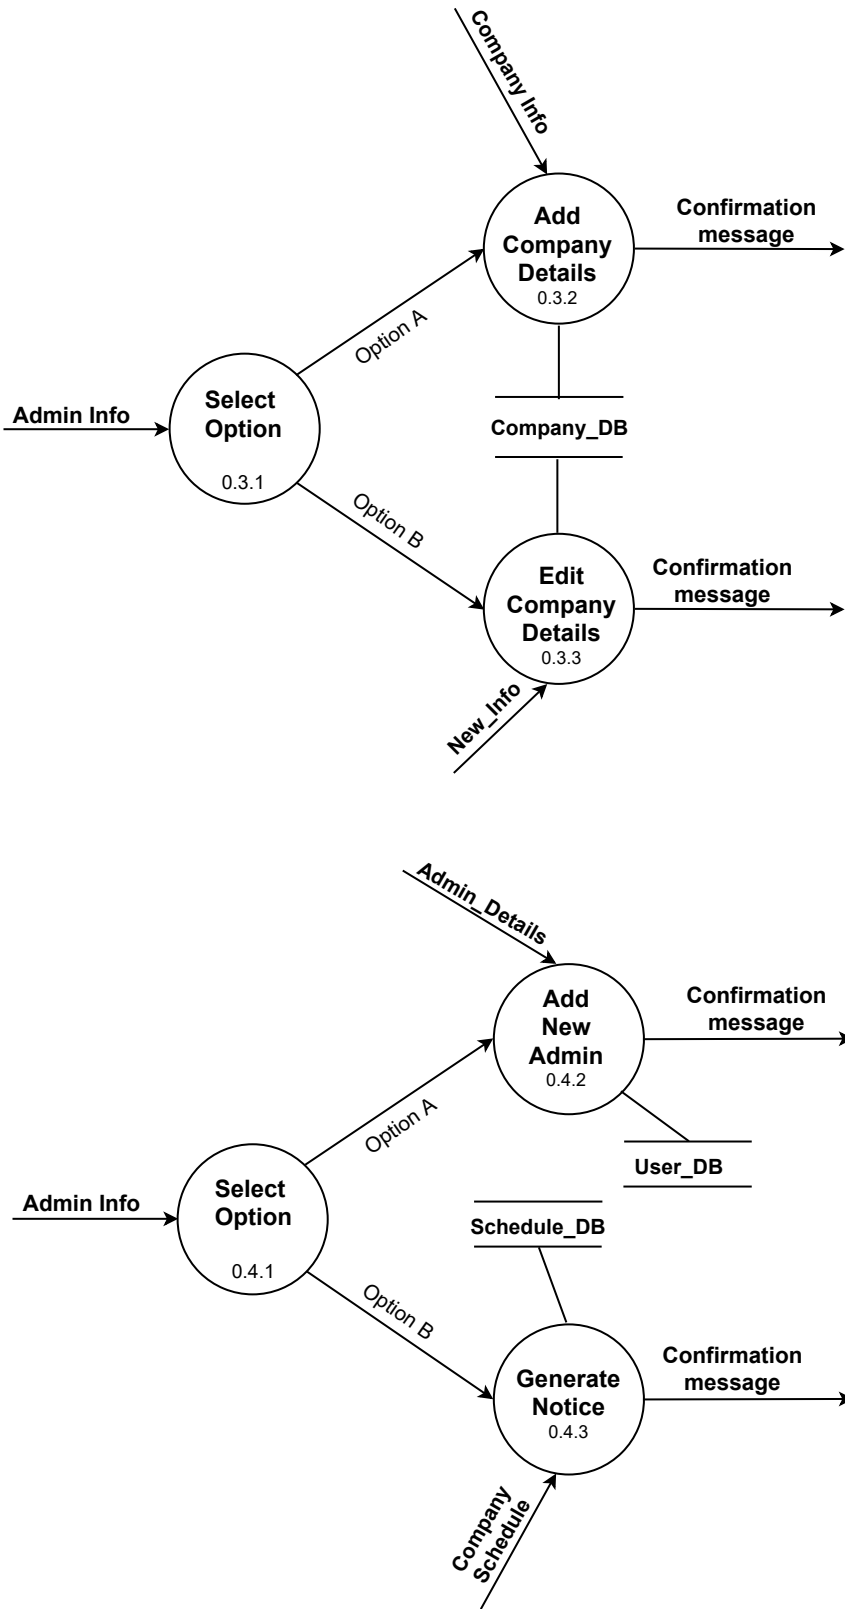 Company Info
Add
Company
Details
0.3.2
Confirmation
message
Option A
Admin Info
Select
Option
0.3.1
Company_DB
Option B
Edit
Company
Details
0.3.3
Confirmation
message
New_Info
Admin_Details
Add
New
Admin
0.4.2
Confirmation
message
Option A
User_DB
Admin Info
Select
Option
0.4.1
Schedule_DB
Option B
Generate
Notice
0.4.3
Confirmation
message
Company
Schedule